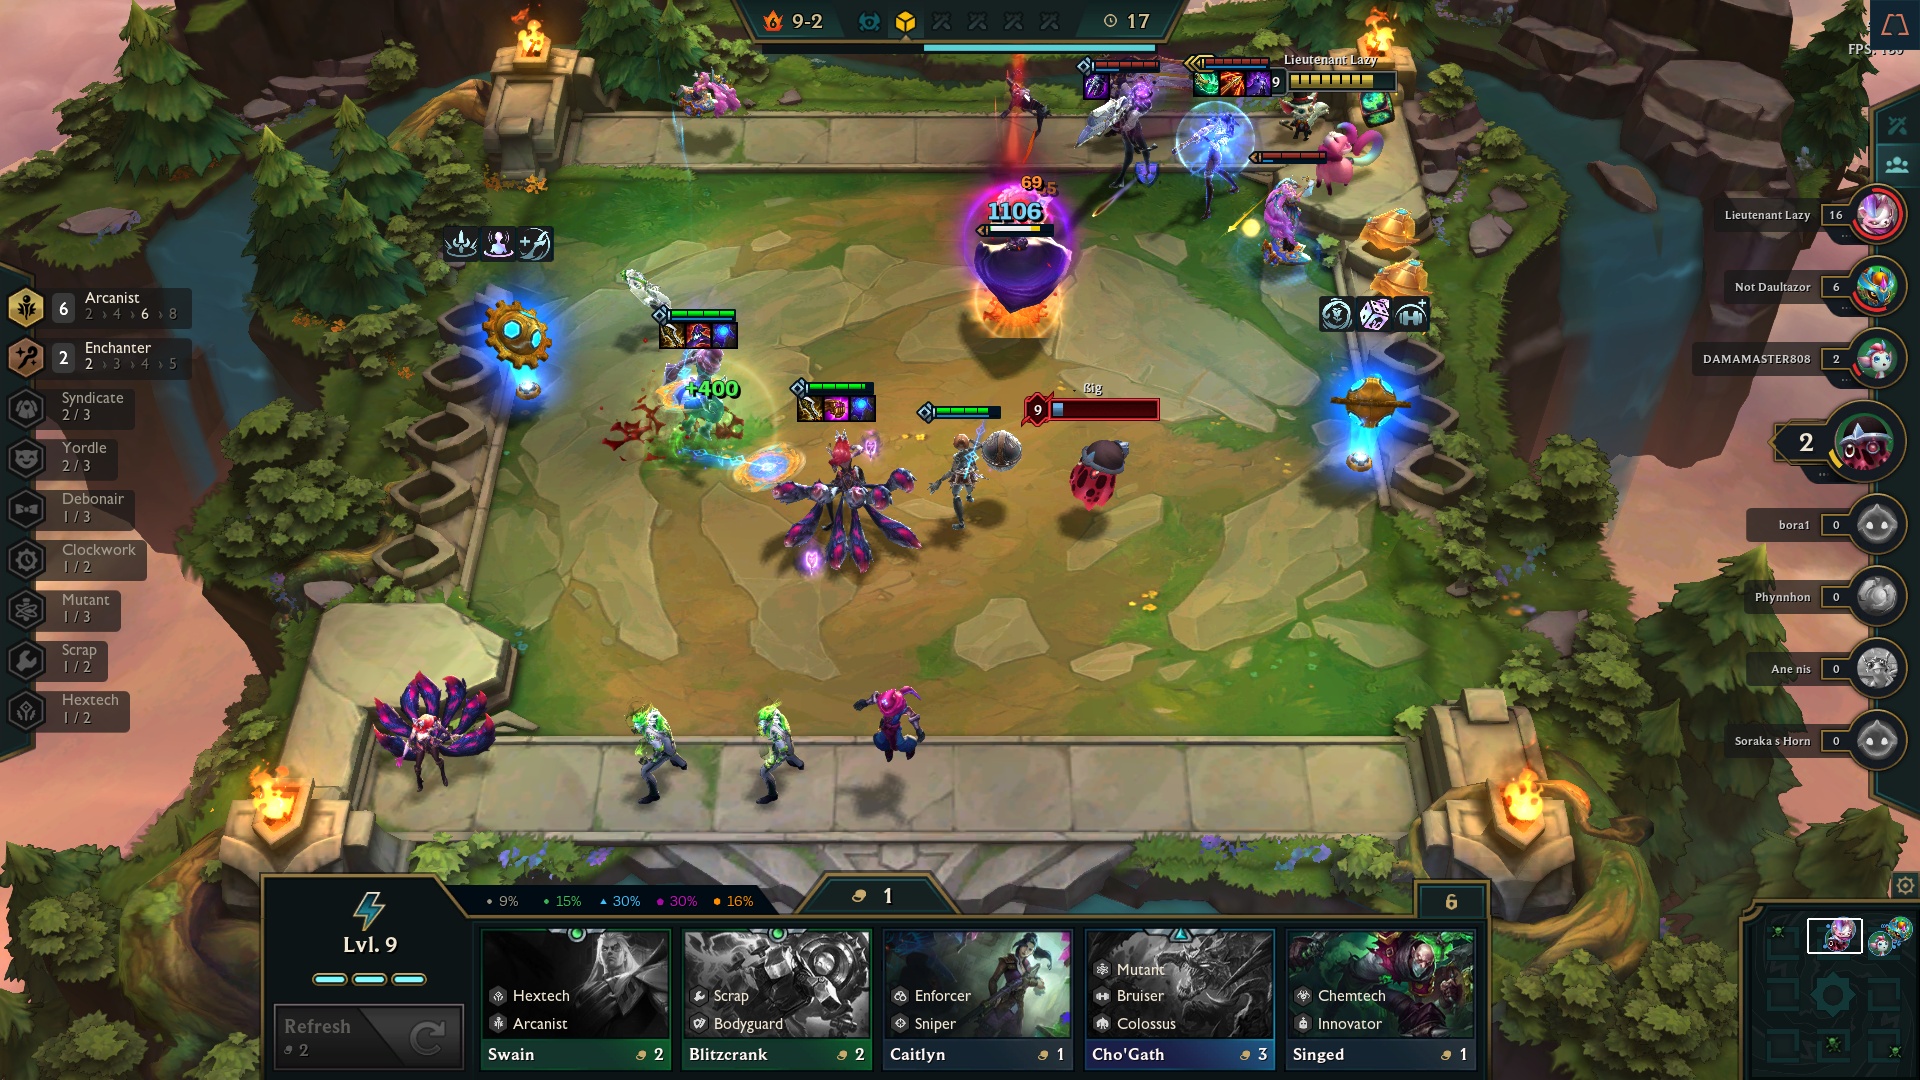 6
9-2
17
FPS:
Lieutenant Lazy
9
69
1106
+400
ßig
9
6
Arcanist
2 › 4 › 6 › 8
2
Enchanter
2 › 3 › 4 › 5
Syndicate
2 / 3
Yordle
2 / 3
Debonair
1 / 3
Clockwork
1 / 2
Mutant
1 / 3
Scrap
1 / 2
Hextech
1 / 2
Lieutenant Lazy 16
Not Daultazor 6
DAMAMASTER808 2
2
bora1 0
Phynnhon 0
Ane nis 0
Soraka s Horn 0
Lvl. 9
9% 15% 30% 30% 16%
1
6
Refresh
2
Hextech
Arcanist
Swain 2
Scrap
Bodyguard
Blitzcrank 2
Enforcer
Sniper
Caitlyn 1
Mutant
Bruiser
Colossus
Cho'Gath 3
Chemtech
Innovator
Singed 1